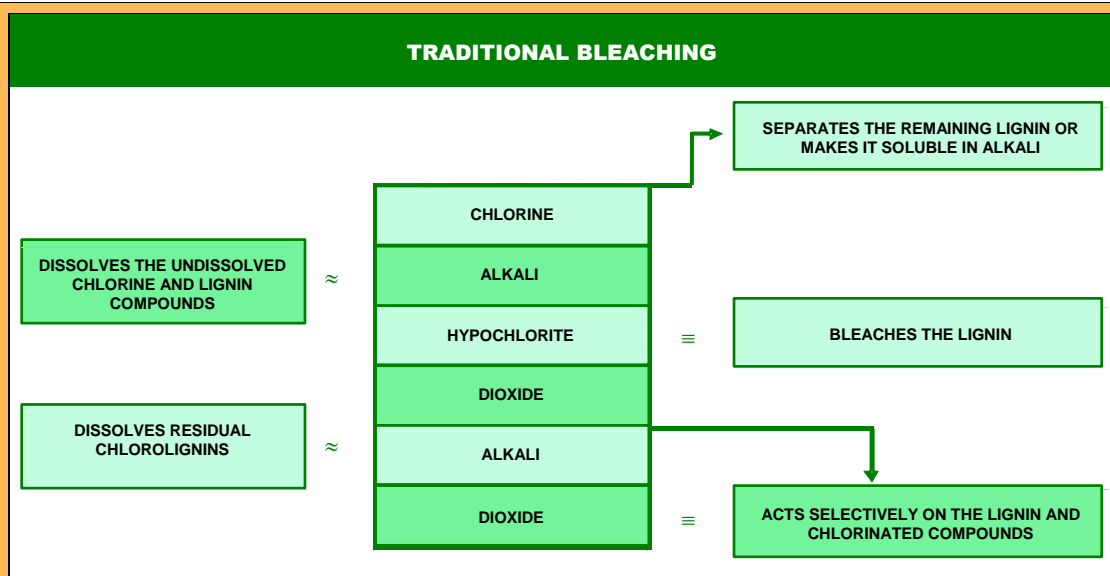 TRADITIONAL BLEACHING
SEPARATES THE REMAINING LIGNIN OR
MAKES IT SOLUBLE IN ALKALI
CHLORINE
DISSOLVES THE UNDISSOLVED
CHLORINE AND LIGNIN
COMPOUNDS
≈
ALKALI
HYPOCHLORITE
≡
BLEACHES THE LIGNIN
DIOXIDE
DISSOLVES RESIDUAL
CHLOROLIGNINS
≈
ALKALI
DIOXIDE
≡
ACTS SELECTIVELY ON THE LIGNIN AND
CHLORINATED COMPOUNDS